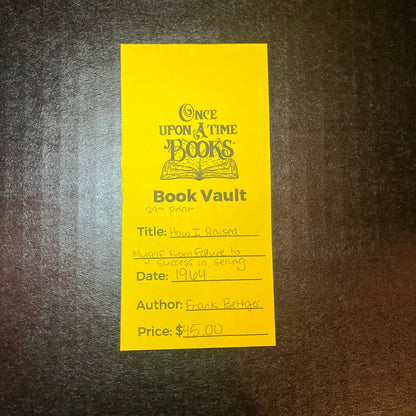 ONCE
UPON A TIME
BOOKS
Book Vault
29th print
Title: How I Raised
Myself From Failure to
Success in selling
Date: 1964
Author: Frank Bettger
Price: $45.00